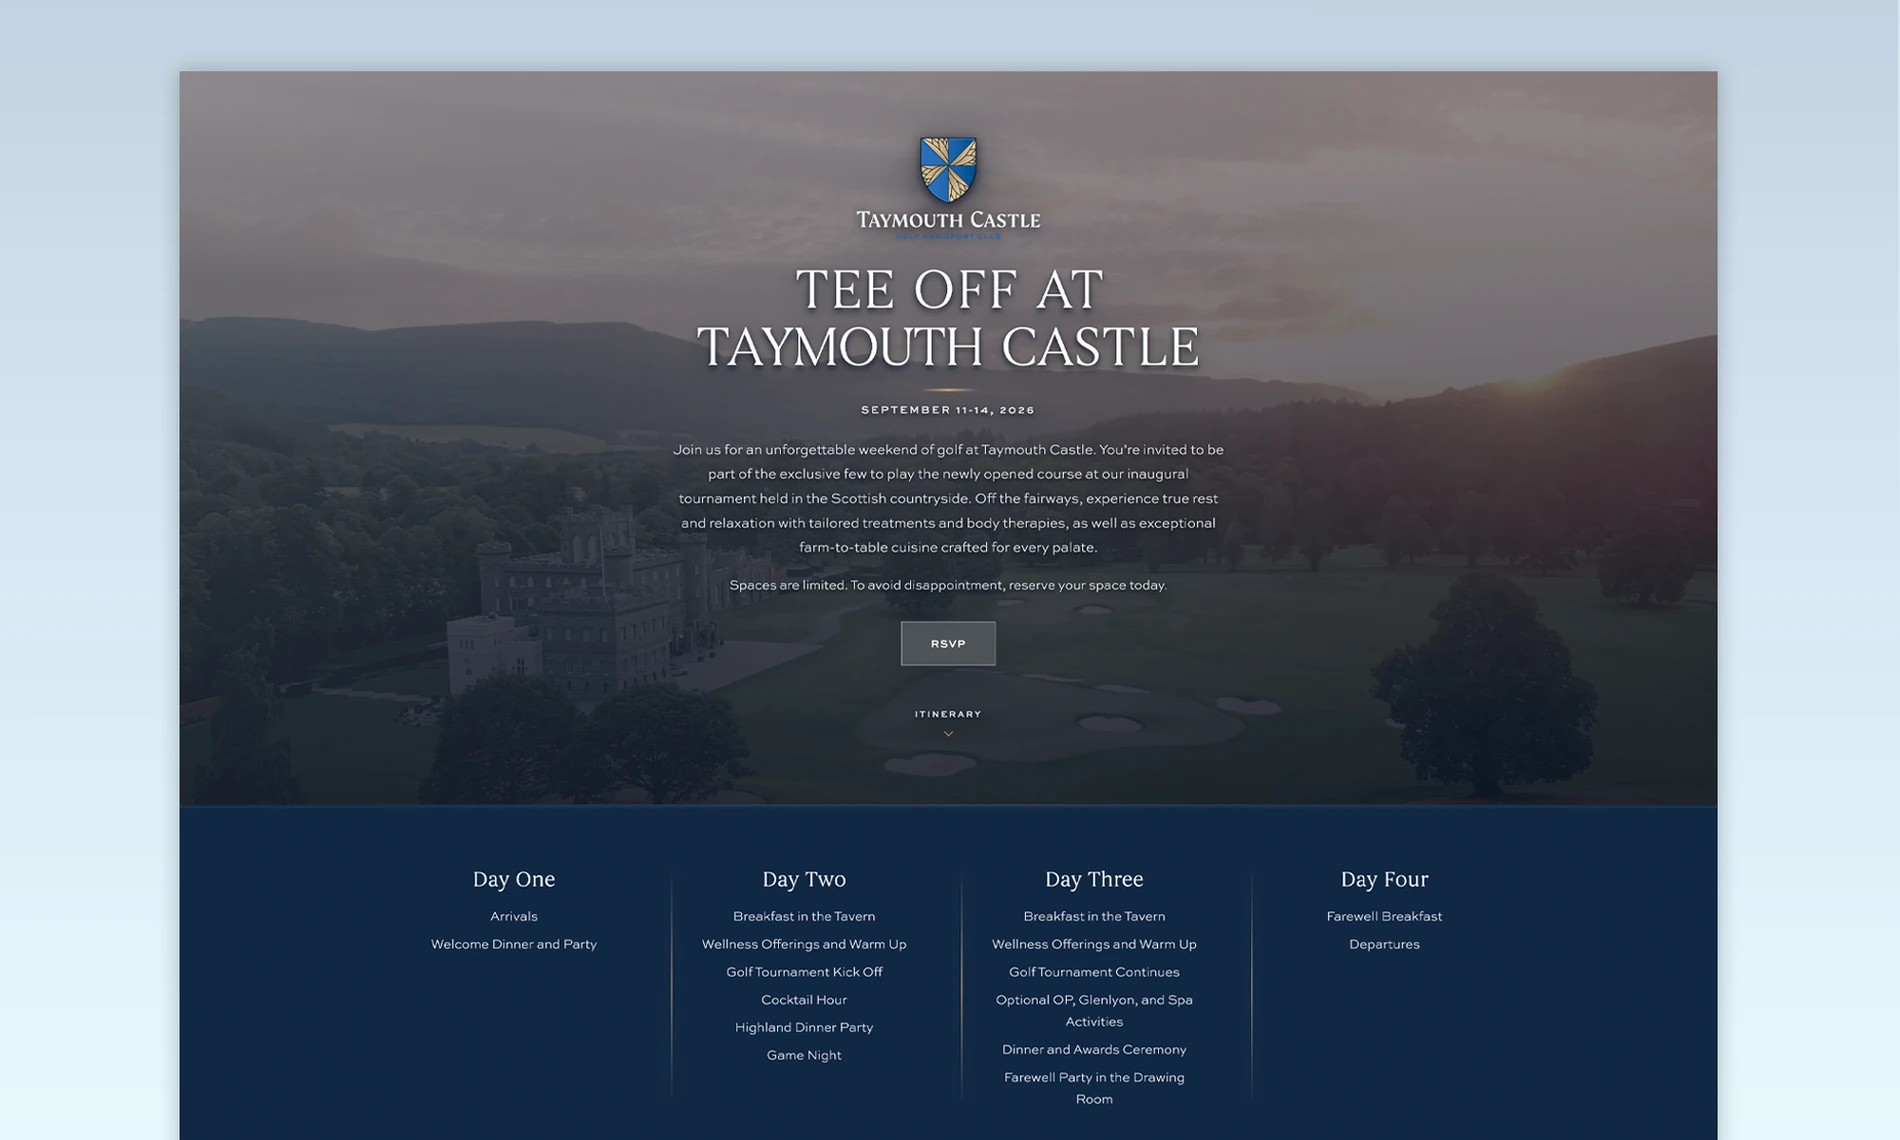 TAYMOUTH CASTLE
GOLF AND SPORT CLUB
TEE OFF AT
TAYMOUTH CASTLE
SEPTEMBER 11-14, 2026
Join us for an unforgettable weekend of golf at Taymouth Castle. You’re invited to be
part of the exclusive few to play the newly opened course at our inaugural
tournament held in the Scottish countryside. Off the fairways, experience true rest
and relaxation with tailored treatments and body therapies, as well as exceptional
farm-to-table cuisine crafted for every palate.
Spaces are limited. To avoid disappointment, reserve your space today.
RSVP
ITINERARY
Day One
Arrivals
Welcome Dinner and Party
Day Two
Breakfast in the Tavern
Wellness Offerings and Warm Up
Golf Tournament Kick Off
Cocktail Hour
Highland Dinner Party
Game Night
Day Three
Breakfast in the Tavern
Wellness Offerings and Warm Up
Golf Tournament Continues
Optional OP, Glenlyon, and Spa
Activities
Dinner and Awards Ceremony
Farewell Party in the Drawing
Room
Day Four
Farewell Breakfast
Departures